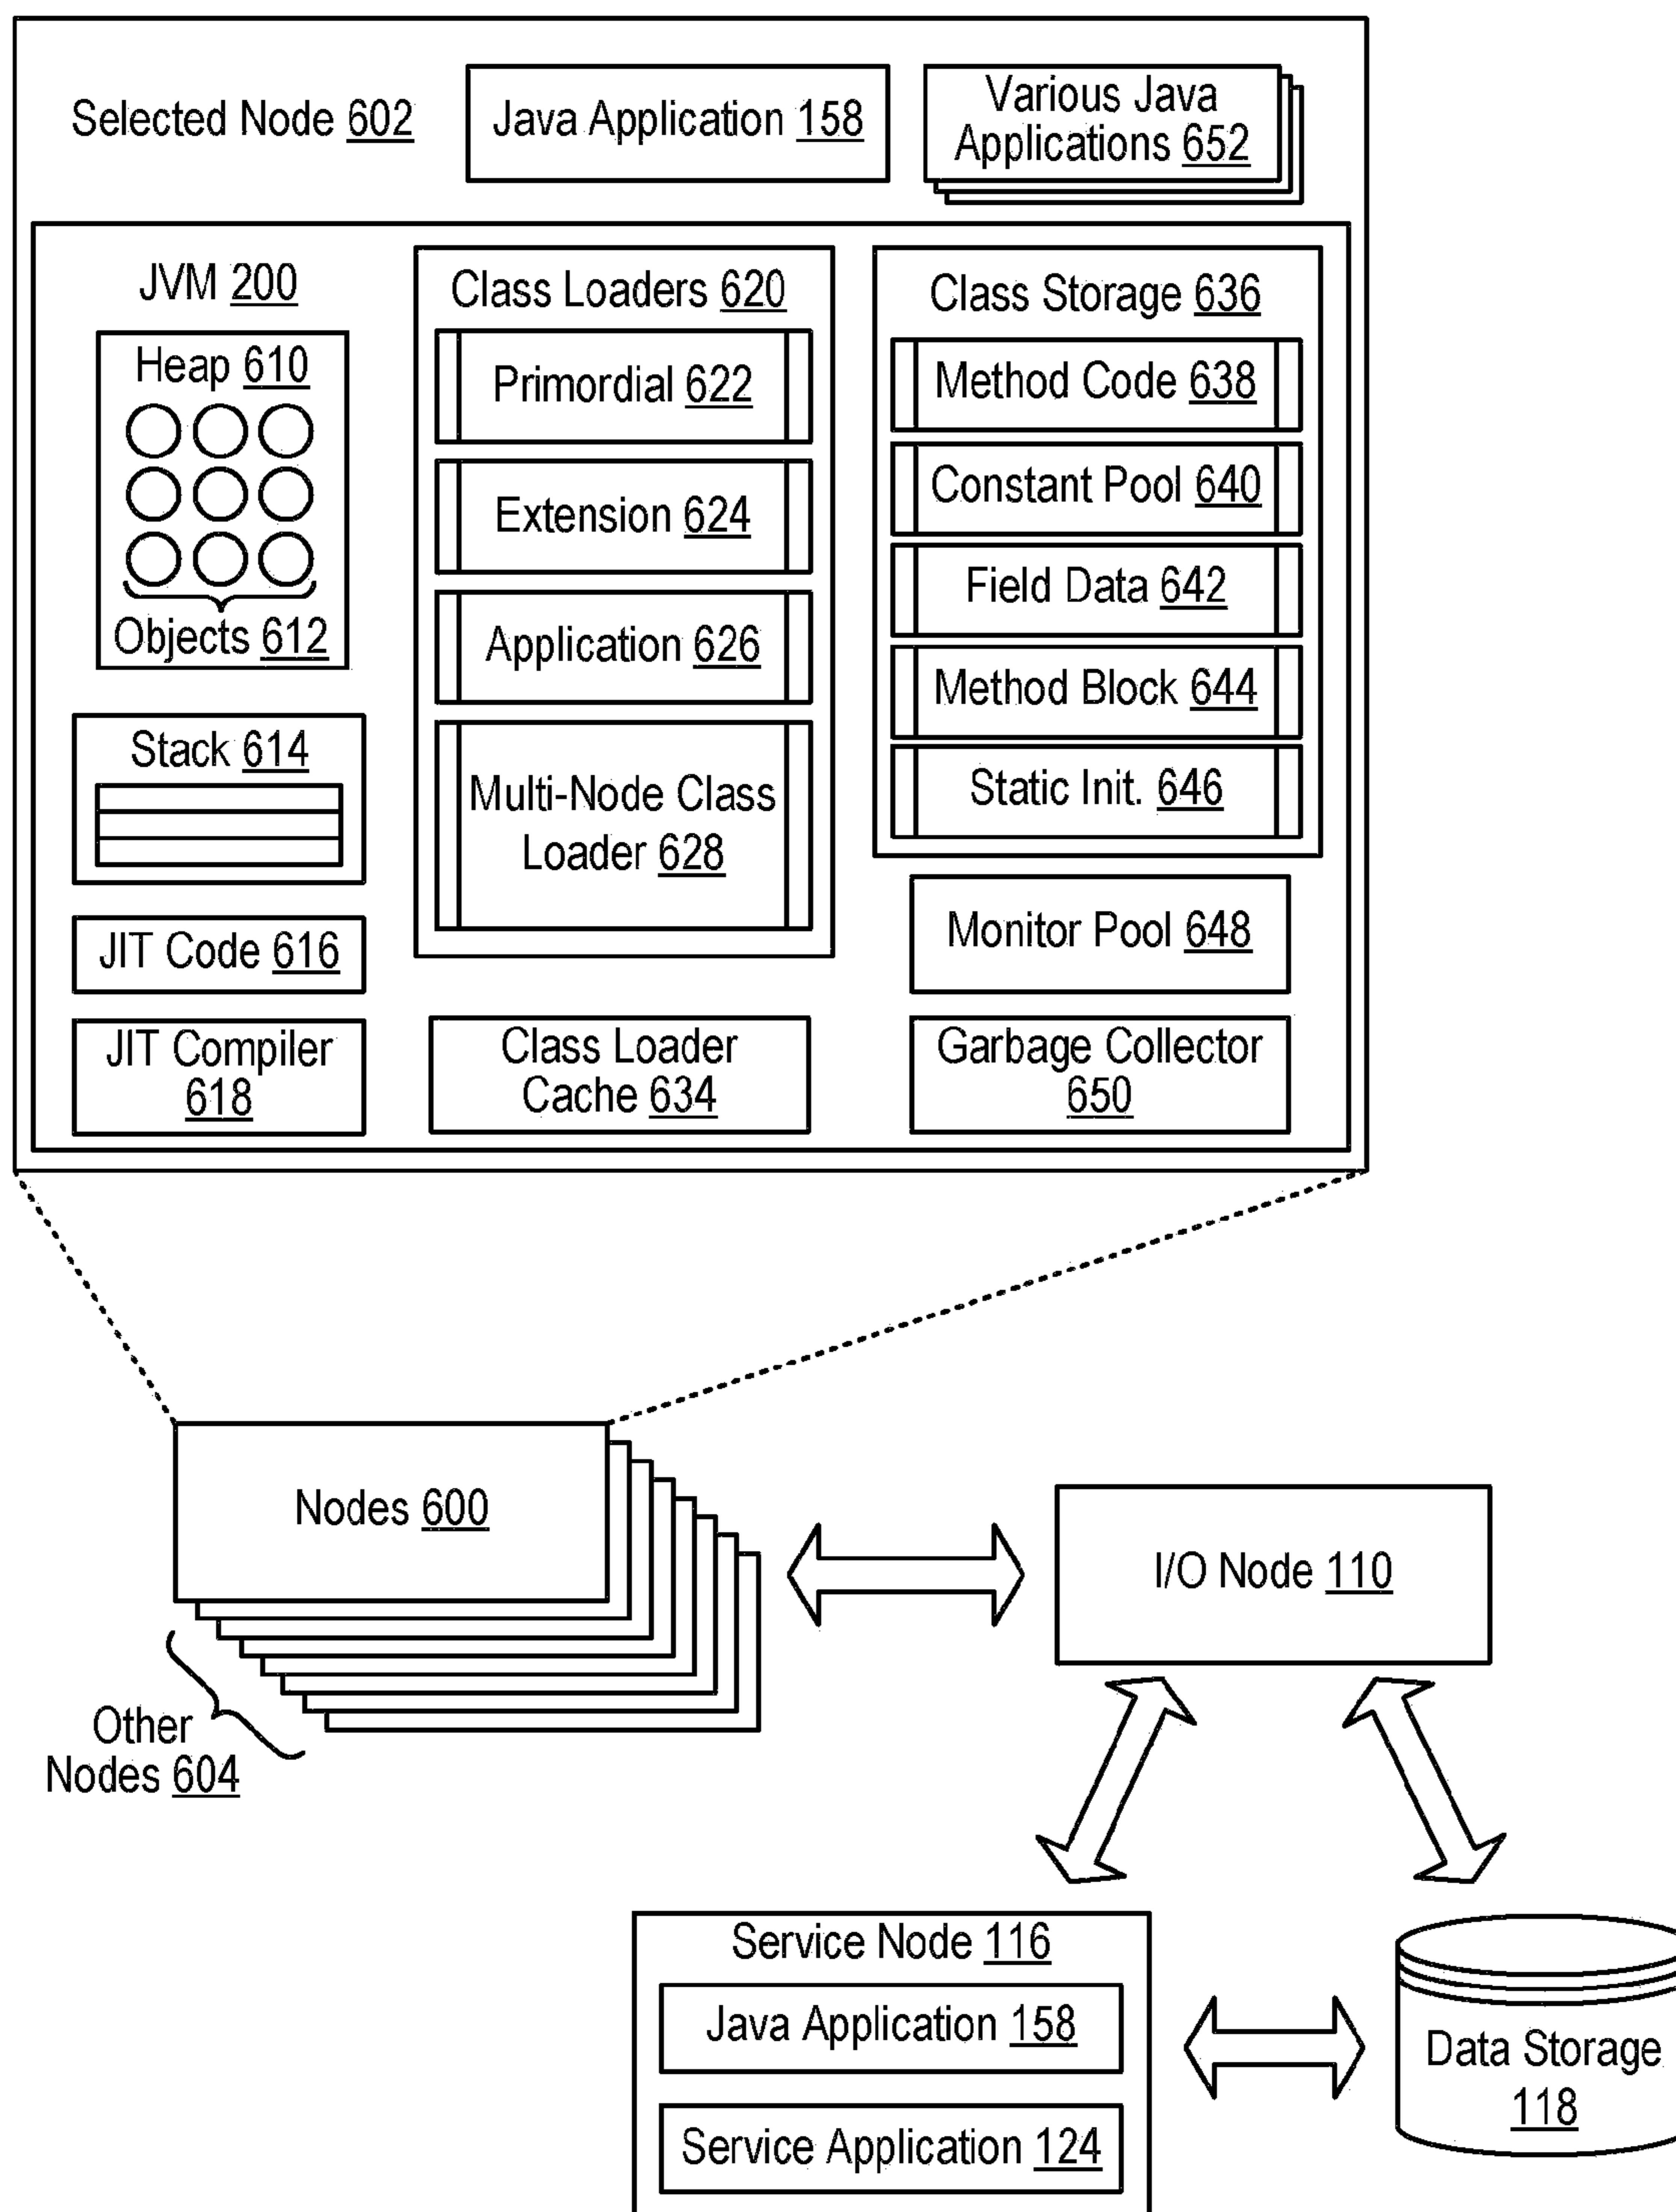 Selected Node 602
Java Application 158
Various Java
Applications 652
JVM 200
Heap 610
Objects 612
Stack 614
JIT Code 616
JIT Compiler
618
Class Loaders 620
Primordial 622
Extension 624
Application 626
Multi-Node Class
Loader 628
Class Loader
Cache 634
Class Storage 636
Method Code 638
Constant Pool 640
Field Data 642
Method Block 644
Static Init. 646
Monitor Pool 648
Garbage Collector
650
Nodes 600
Other
Nodes 604
I/O Node 110
Service Node 116
Java Application 158
Service Application 124
Data Storage
118